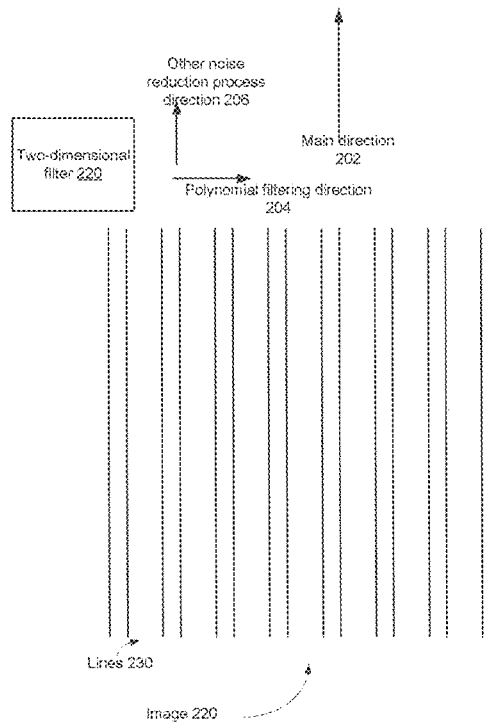 Other noise
reduction process
direction 206
Main direction
202
Two-dimensional
filter 220
Polynomial filtering direction
204
Lines 230
Image 220